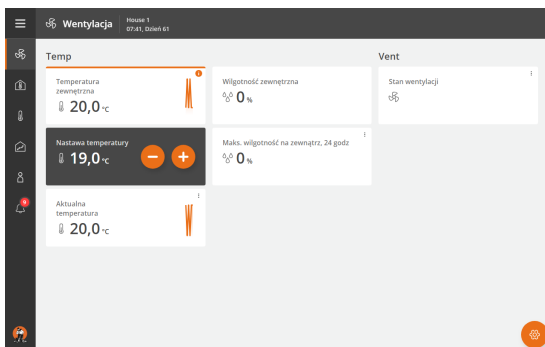 Wentylacja
House 1
07:41, Dzień 61
Temp
Vent
Temperatura
zewnętrzna
20,0 °C
Wilgotność zewnętrzna
0 %
Stan wentylacji
Nastawa temperatury
19,0 °C
Maks. wilgotność na zewnątrz, 24 godz
0 %
Aktualna
temperatura
20,0 °C